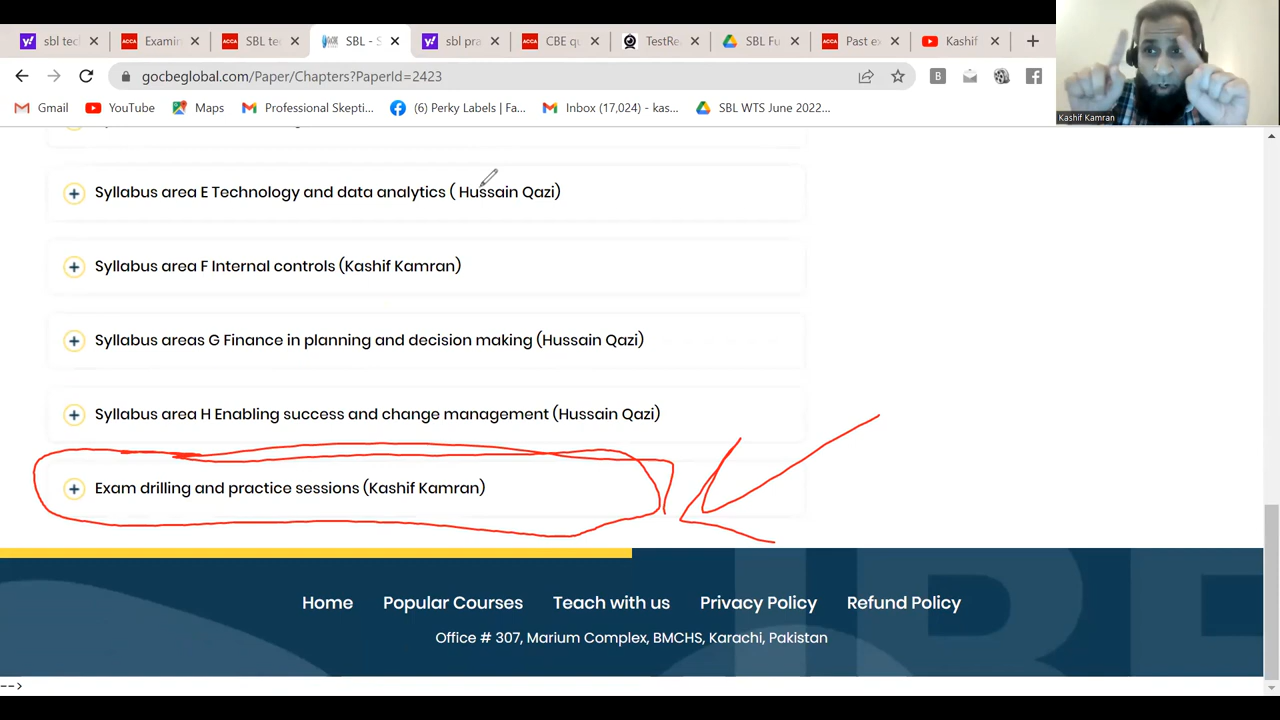 sbl tec
Examin
SBL tec
SBL - S
sbl pra
CBE qu
TestRe
SBL Fu
Past ex
Kashif
gocbeglobal.com/Paper/Chapters?PaperId=2423
Gmail
YouTube
Maps
Professional Skepti...
(6) Perky Labels | Fa...
Inbox (17,024) - kas...
SBL WTS June 2022...
Kashif Kamran
Syllabus area E Technology and data analytics ( Hussain Qazi)
Syllabus area F Internal controls (Kashif Kamran)
Syllabus areas G Finance in planning and decision making (Hussain Qazi)
Syllabus area H Enabling success and change management (Hussain Qazi)
Exam drilling and practice sessions (Kashif Kamran)
Home Popular Courses Teach with us Privacy Policy Refund Policy
Office # 307, Marium Complex, BMCHS, Karachi, Pakistan
-->